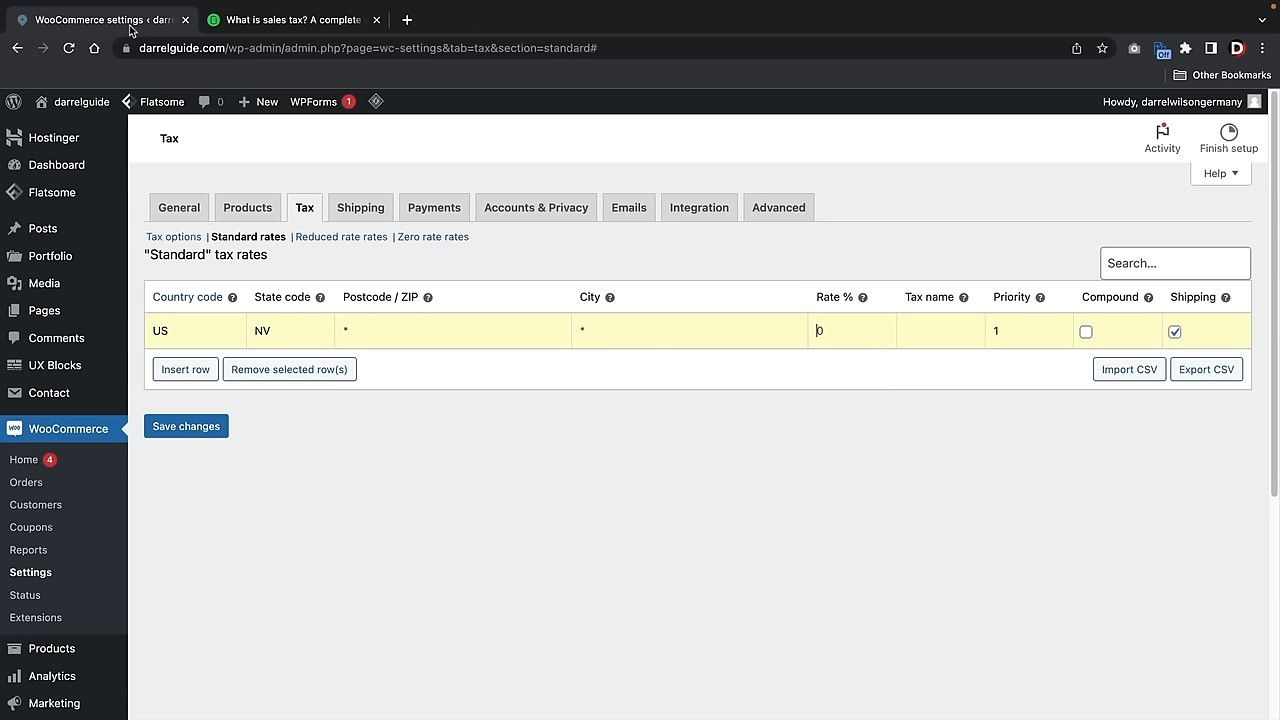 WooCommerce settings ‹ darre
What is sales tax? A complete
darrelguide.com/wp-admin/admin.php?page=wc-settings&tab=tax&section=standard#
Off
D
Other Bookmarks
darrelguide
Flatsome
0
New
WPForms
1
Howdy, darrelwilsongermany
Hostinger
Dashboard
Flatsome
Posts
Portfolio
Media
Pages
Comments
UX Blocks
Contact
WooCommerce
Home 4
Orders
Customers
Coupons
Reports
Settings
Status
Extensions
Products
Analytics
Marketing
Tax
Activity
Finish setup
Help
General
Products
Tax
Shipping
Payments
Accounts & Privacy
Emails
Integration
Advanced
Tax options | Standard rates | Reduced rate rates | Zero rate rates
"Standard" tax rates
Search…
Country code
State code
Postcode / ZIP
City
Rate %
Tax name
Priority
Compound
Shipping
US
NV
*
*
0
1
Insert row
Remove selected row(s)
Import CSV
Export CSV
Save changes